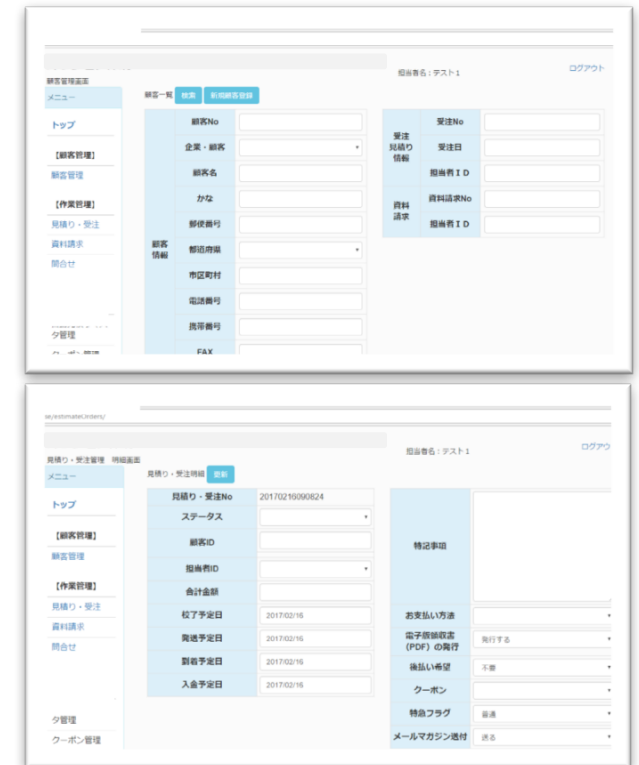 担当者名：テスト1
ログアウト
顧客管理画面
メニュー
顧客一覧 検索 新規顧客登録
トップ
【顧客管理】
顧客管理
【作業管理】
見積り・受注
資料請求
問合せ
タ管理
クーポン管理
顧客情報
顧客No
企業・顧客
顧客名
かな
郵便番号
都道府県
市区町村
電話番号
携帯番号
FAX
受注見積り情報
受注No
受注日
担当者ＩＤ
資料請求
資料請求No
担当者ＩＤ
se/estimateOrders/
担当者名：テスト1
ログアウ
見積り・受注管理 明細画面
メニュー
見積り・受注明細 更新
トップ
【顧客管理】
顧客管理
【作業管理】
見積り・受注
資料請求
問合せ
タ管理
クーポン管理
見積り・受注No 20170216090824
ステータス
顧客ID
担当者ID
合計金額
校了予定日 2017/02/16
発送予定日 2017/02/16
到着予定日 2017/02/16
入金予定日 2017/02/16
特記事項
お支払い方法
電子版領収書（PDF）の発行 発行する
後払い希望 不要
クーポン
特急フラグ 普通
メールマガジン送付 送る